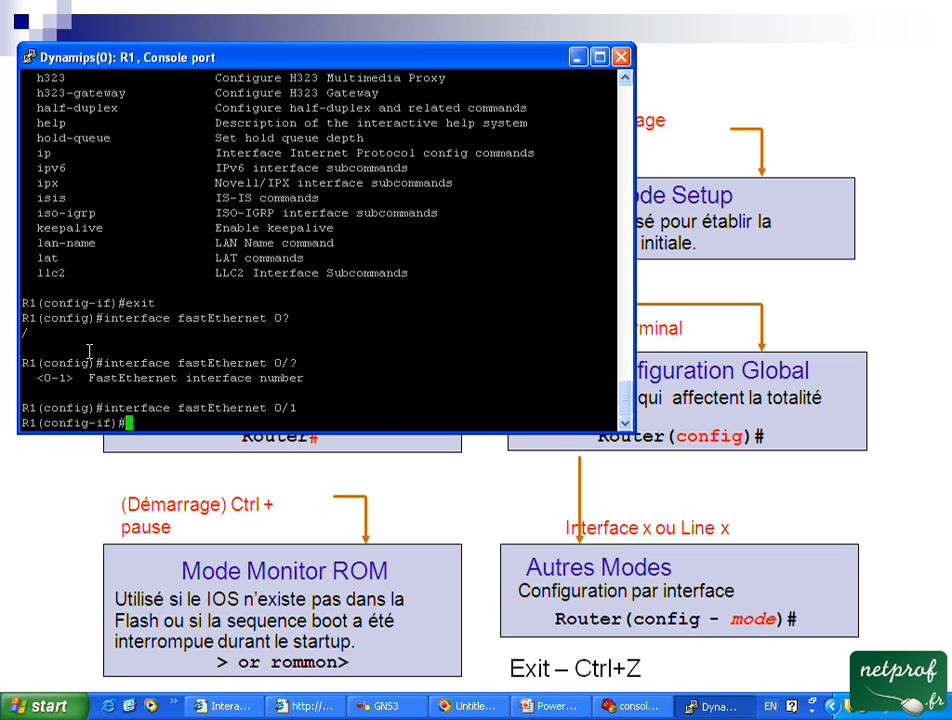 Dynamips(0): R1, Console port
h323 Configure H323 Multimedia Proxy
h323-gateway Configure H323 Gateway
half-duplex Configure half-duplex and related commands
help Description of the interactive help system
hold-queue Set hold queue depth
ip Interface Internet Protocol config commands
ipv6 IPv6 interface subcommands
ipx Novell/IPX interface subcommands
isis IS-IS commands
iso-igrp ISO-IGRP interface subcommands
keepalive Enable keepalive
lan-name LAN Name command
lat LAT commands
llc2 LLC2 Interface Subcommands
R1(config-if)#exit
R1(config)#interface fastEthernet 0?
/
R1(config)#interface fastEthernet 0/?
<0-1> FastEthernet interface number
R1(config)#interface fastEthernet 0/1
R1(config-if)#
age
ode Setup
sé pour établir la
initiale.
minal
figuration Global
qui affectent la totalité
Router(config)#
Router#
(Démarrage) Ctrl +
pause
Mode Monitor ROM
Utilisé si le IOS n'existe pas dans la
Flash ou si la sequence boot a été
interrompue durant le startup.
> or rommon>
Interface x ou Line x
Autres Modes
Configuration par interface
Router(config - mode)#
Exit – Ctrl+Z
netprof
.fr
start
Intera...
http://...
GNS3
Untitle...
Power...
consol...
Dyna...
EN